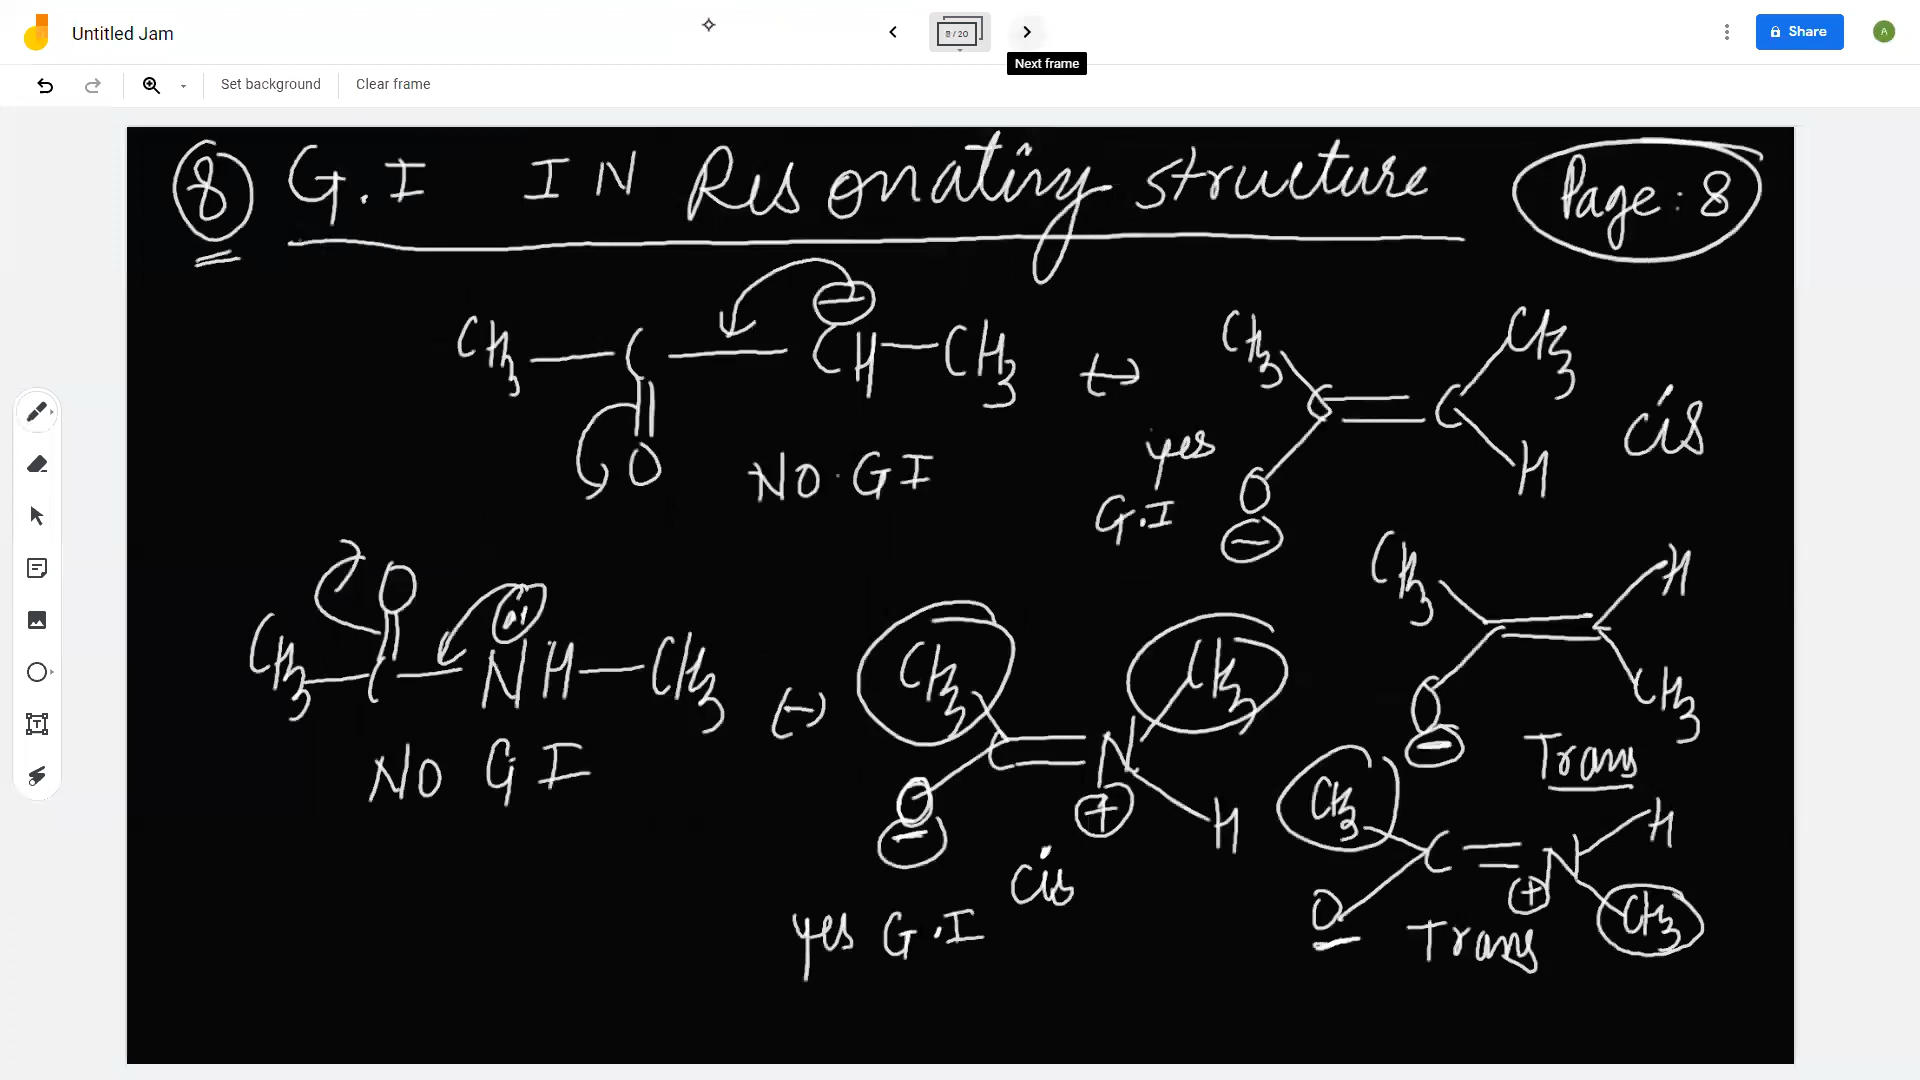 Untitled Jam
8 / 20
Share
A
Next frame
Set background
Clear frame
8 G.I IN Resonating structure
Page: 8
CH3 — C — CH — CH3 ↔
O
−
NO GI
yes
G.I
CH3 CH3
C = C
O H
−
cis
CH3 H
O CH3
−
Trans
O
CH3 — C — NH — CH3 ↔
NO GI
CH3 CH3
C = N
O + H
−
cis
yes G.I
CH3 H
C = N
O + CH3
−
Trans